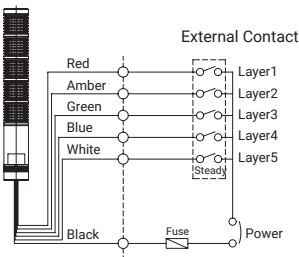 External Contact
Red
Layer1
Amber
Layer2
Green
Layer3
Blue
Layer4
White
Layer5
Steady
Black
Fuse
Power